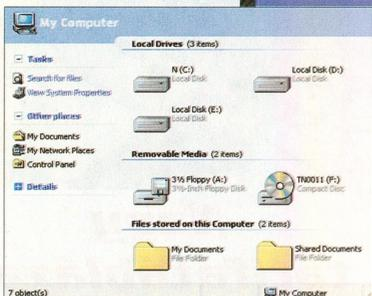 My Computer
Tasks
Search for files
View System Properties
Other places
My Documents
My Network Places
Control Panel
Details
Local Drives (3 items)
N (C:)
Local Disk
Local Disk (D:)
Local Disk
Local Disk (E:)
Local Disk
Removable Media (2 items)
3½ Floppy (A:)
3½-Inch Floppy Disk
TN0011 (F:)
Compact Disc
Files stored on this Computer (2 items)
My Documents
File Folder
Shared Documents
File Folder
7 object(s)
My Computer